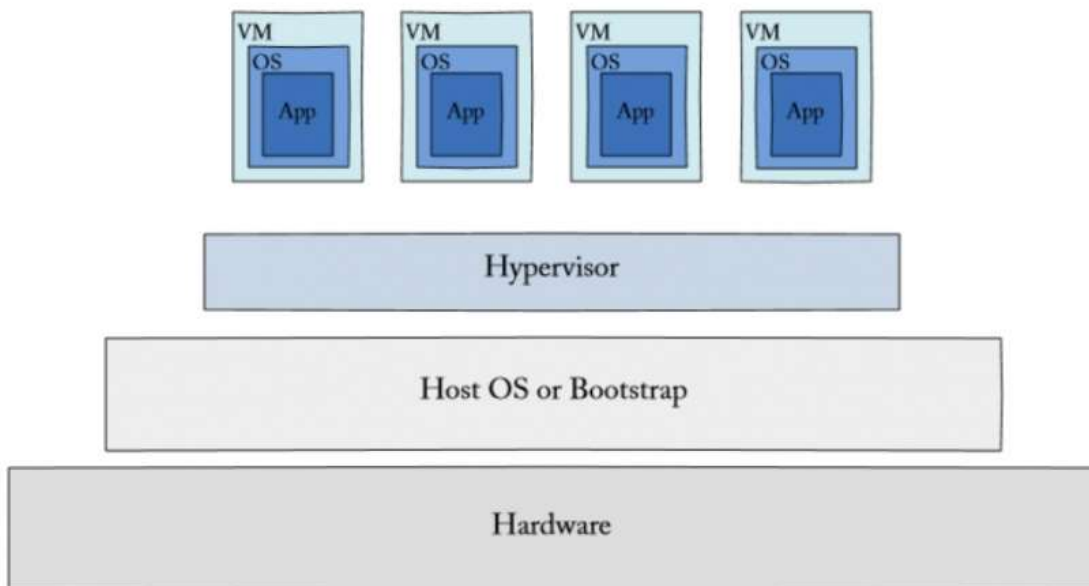 VM VM VM VM
OS OS OS OS
App App App App
Hypervisor
Host OS or Bootstrap
Hardware